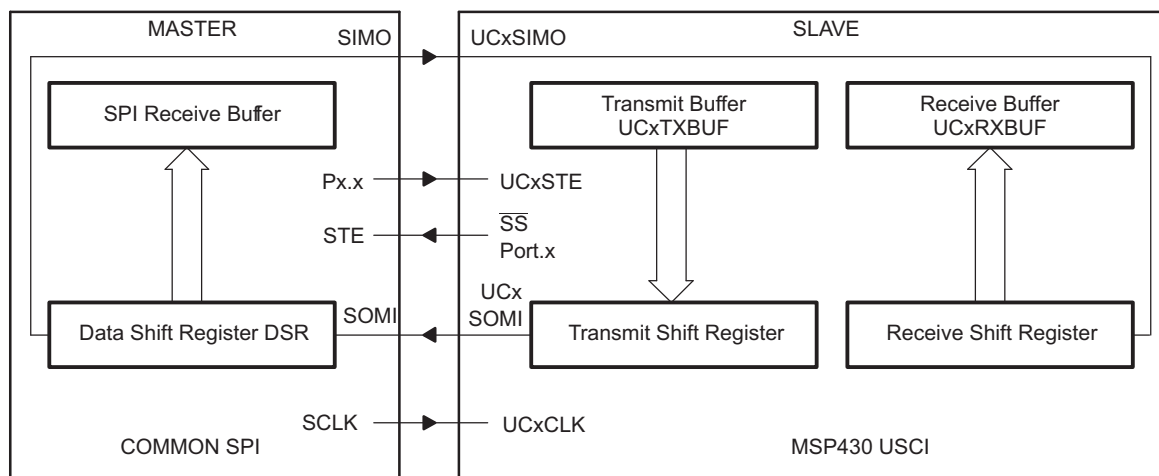 MASTER
SLAVE
SIMO
UCxSIMO
SPI Receive Buffer
Transmit Buffer
UCxTXBUF
Receive Buffer
UCxRXBUF
Px.x
UCxSTE
STE
SS
Port.x
SOMI
UCx
SOMI
Data Shift Register DSR
Transmit Shift Register
Receive Shift Register
SCLK
UCxCLK
COMMON SPI
MSP430 USCI